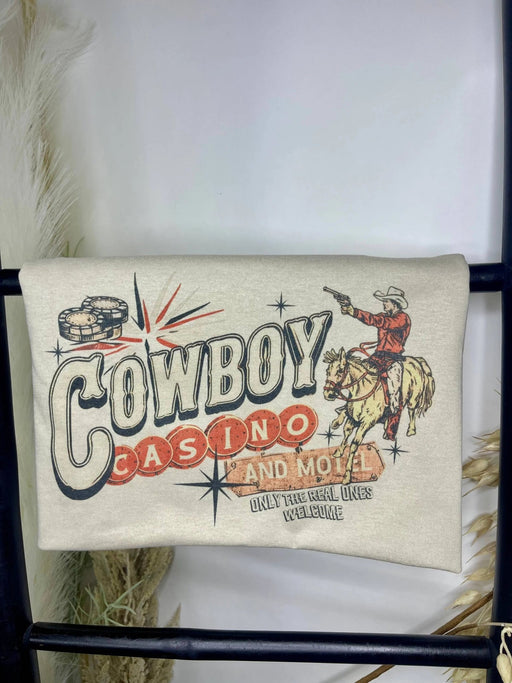 COWBOY
CASINO
AND MOTEL
ONLY THE REAL ONES
WELCOME